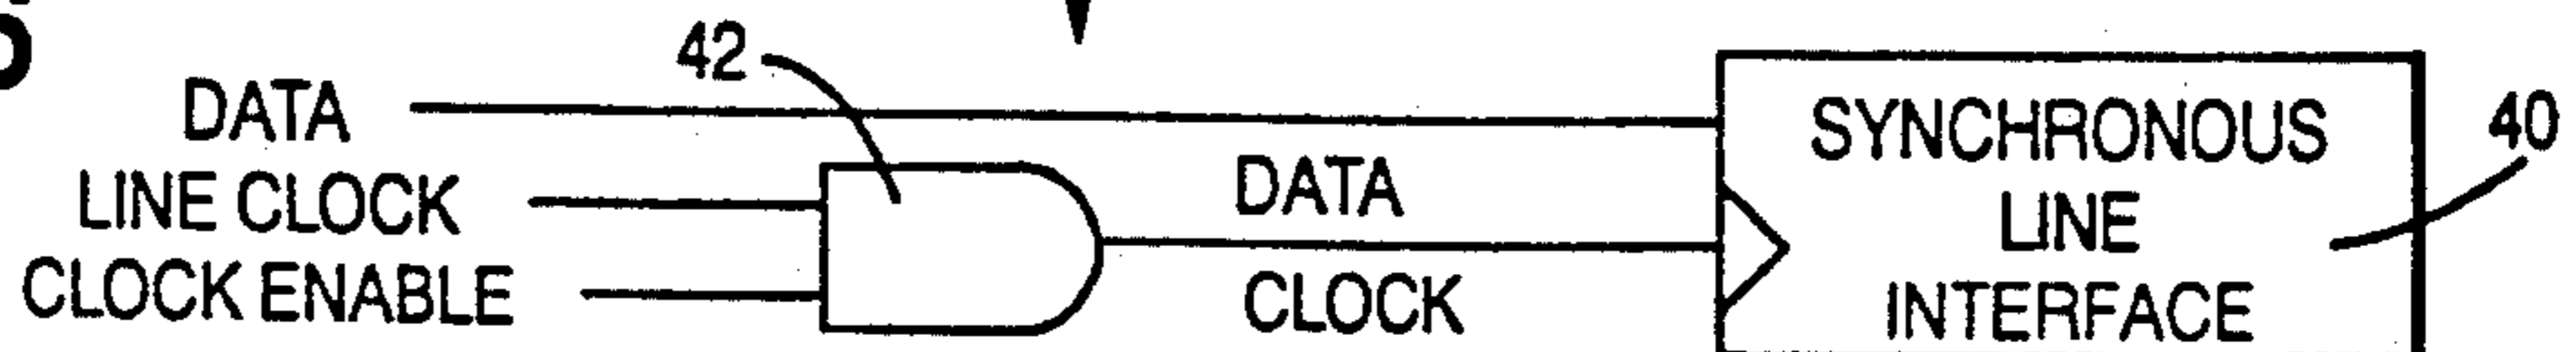 42
DATA
LINE CLOCK
CLOCK ENABLE
DATA
CLOCK
SYNCHRONOUS
LINE
INTERFACE
40